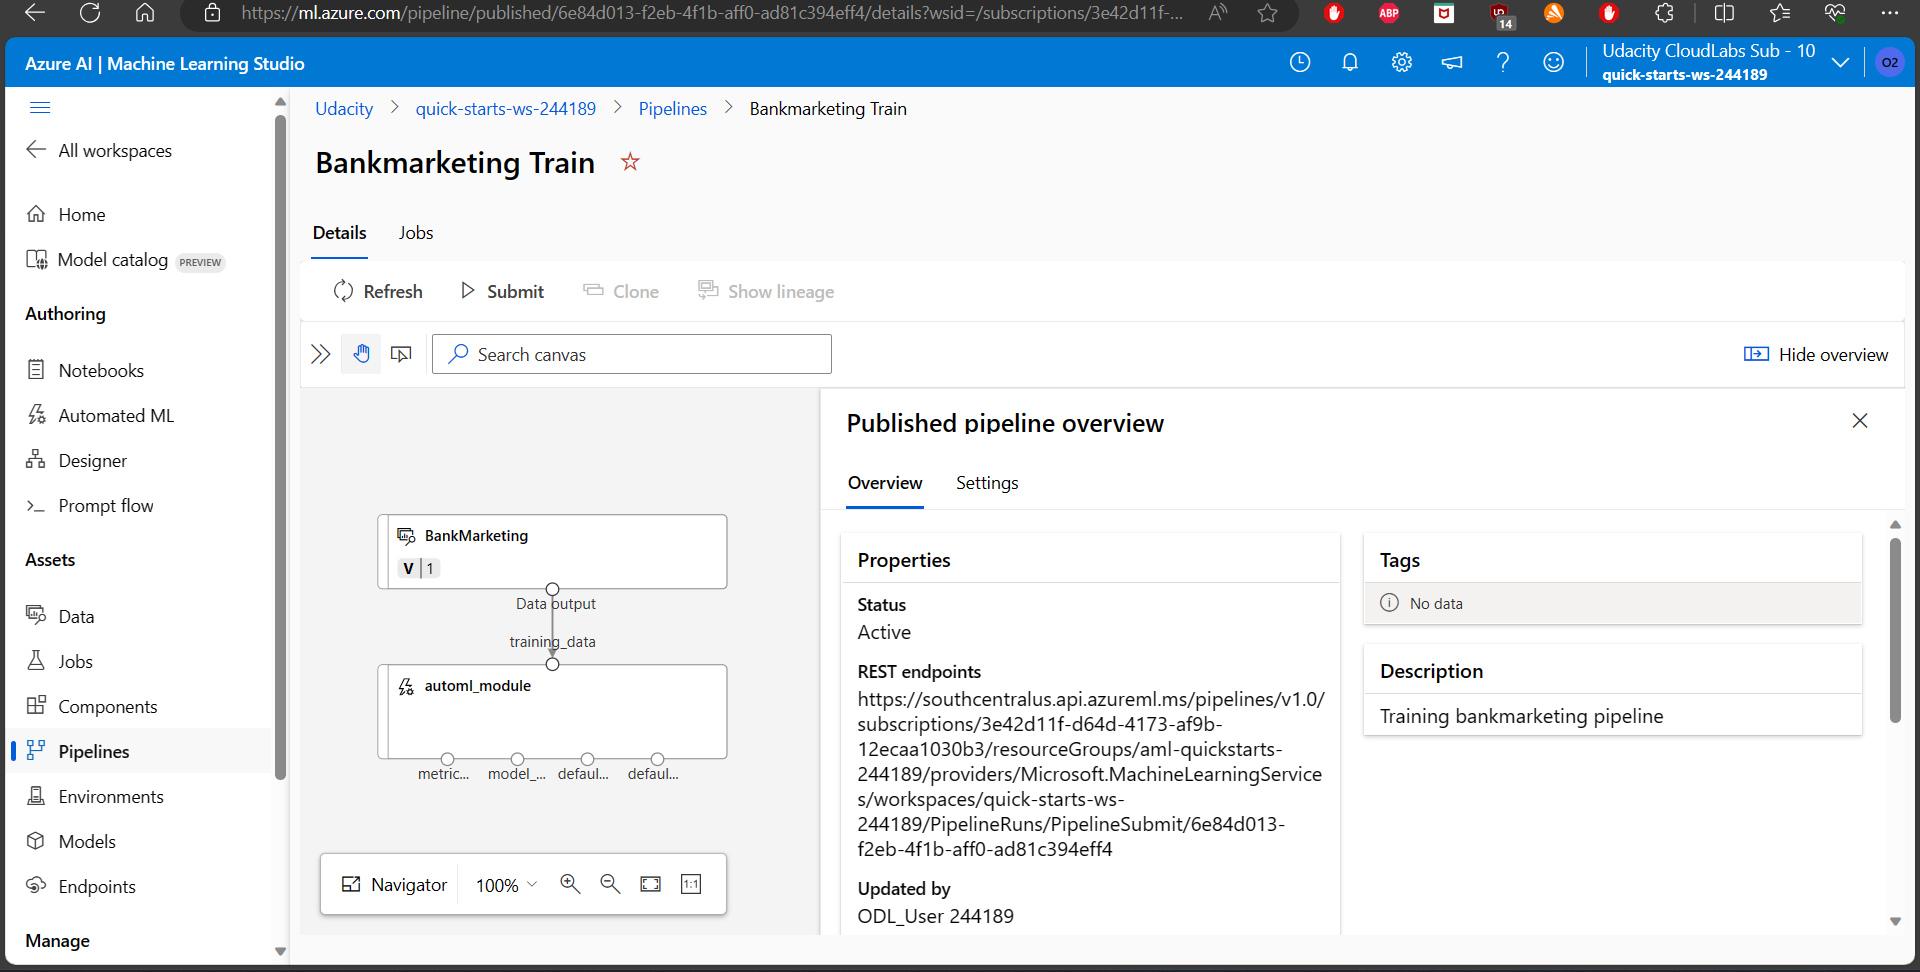 https://ml.azure.com/pipeline/published/6e84d013-f2eb-4f1b-aff0-ad81c394eff4/details?wsid=/subscriptions/3e42d11f-...
ABP
14
Azure AI | Machine Learning Studio
Udacity CloudLabs Sub - 10
quick-starts-ws-244189
O2
All workspaces
Home
Model catalog PREVIEW
Authoring
Notebooks
Automated ML
Designer
Prompt flow
Assets
Data
Jobs
Components
Pipelines
Environments
Models
Endpoints
Manage
Udacity > quick-starts-ws-244189 > Pipelines > Bankmarketing Train
Bankmarketing Train
Details
Jobs
Refresh
Submit
Clone
Show lineage
Search canvas
Hide overview
BankMarketing
V 1
Data output
training_data
automl_module
metric...
model_...
defaul...
defaul...
Navigator
100%
1:1
Published pipeline overview
Overview
Settings
Properties
Status
Active
REST endpoints
https://southcentralus.api.azureml.ms/pipelines/v1.0/
subscriptions/3e42d11f-d64d-4173-af9b-
12ecaa1030b3/resourceGroups/aml-quickstarts-
244189/providers/Microsoft.MachineLearningService
s/workspaces/quick-starts-ws-
244189/PipelineRuns/PipelineSubmit/6e84d013-
f2eb-4f1b-aff0-ad81c394eff4
Updated by
ODL_User 244189
Tags
No data
Description
Training bankmarketing pipeline